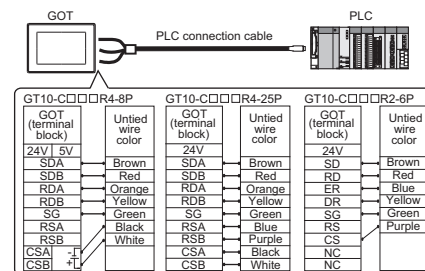 GOT
PLC
PLC connection cable
GT10-C□□□R4-8P
GOT
(terminal
block)
Untied
wire
color
24V 5V
SDA Brown
SDB Red
RDA Orange
RDB Yellow
SG Green
RSA Black
RSB White
CSA -
CSB +
GT10-C□□□R4-25P
GOT
(terminal
block)
Untied
wire
color
24V
SDA Brown
SDB Red
RDA Orange
RDB Yellow
SG Green
RSA Blue
RSB Purple
CSA Black
CSB White
GT10-C□□□R2-6P
GOT
(terminal
block)
Untied
wire
color
24V
SD Brown
RD Red
ER Blue
DR Yellow
SG Green
RS Purple
CS
NC
NC